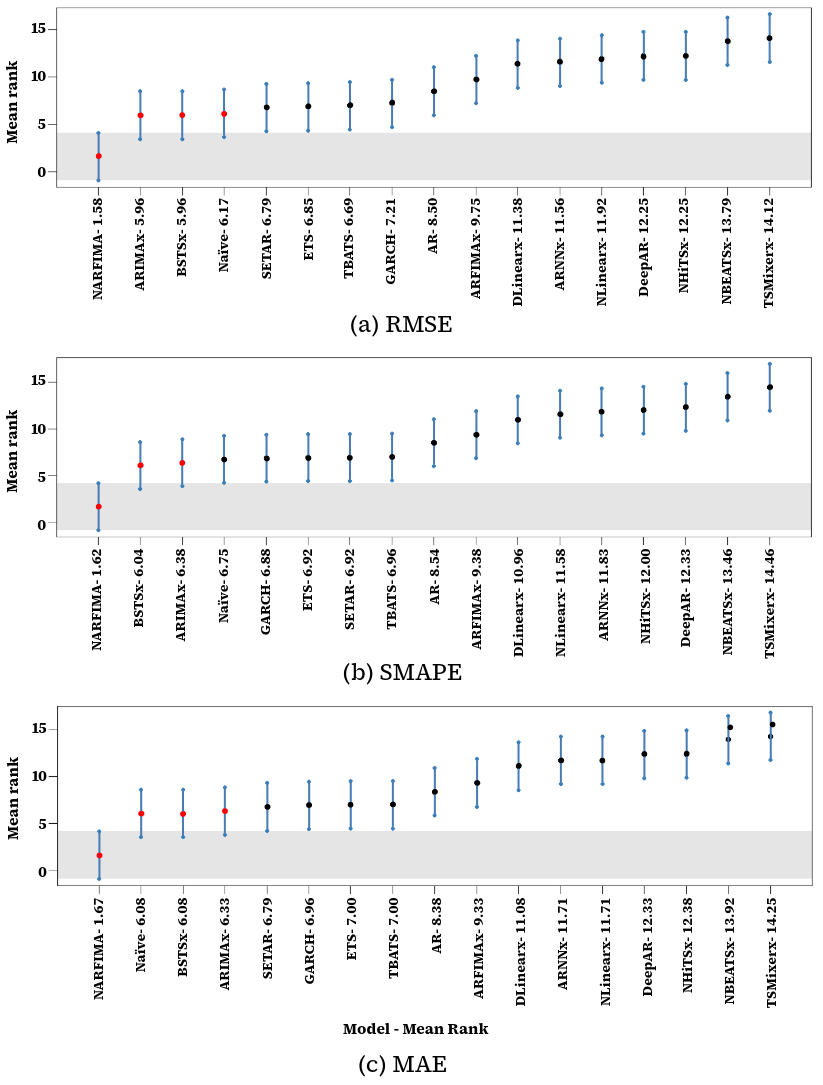 Mean rank
15
10
5
0
NARFIMA- 1.58
ARIMAx- 5.96
BSTSx- 5.96
Naïve- 6.17
SETAR- 6.79
ETS- 6.85
TBATS- 6.69
GARCH- 7.21
AR- 8.50
ARFIMAx- 9.75
DLinearx- 11.38
ARNNx- 11.56
NLinearx- 11.92
DeepAR- 12.25
NHiTSx- 12.25
NBEATSx- 13.79
TSMixerx- 14.12
(a) RMSE
Mean rank
15
10
5
0
NARFIMA- 1.62
BSTSx- 6.04
ARIMAx- 6.38
Naïve- 6.75
GARCH- 6.88
ETS- 6.92
SETAR- 6.92
TBATS- 6.96
AR- 8.54
ARFIMAx- 9.38
DLinearx- 10.96
NLinearx- 11.58
ARNNx- 11.83
NHiTSx- 12.00
DeepAR- 12.33
NBEATSx- 13.46
TSMixerx- 14.46
(b) SMAPE
Mean rank
15
10
5
0
NARFIMA- 1.67
Naïve- 6.08
BSTSx- 6.08
ARIMAx- 6.33
SETAR- 6.79
GARCH- 6.96
ETS- 7.00
TBATS- 7.00
AR- 8.38
ARFIMAx- 9.33
DLinearx- 11.08
ARNNx- 11.71
NLinearx- 11.71
DeepAR- 12.33
NHiTSx- 12.38
NBEATSx- 13.92
TSMixerx- 14.25
Model - Mean Rank
(c) MAE